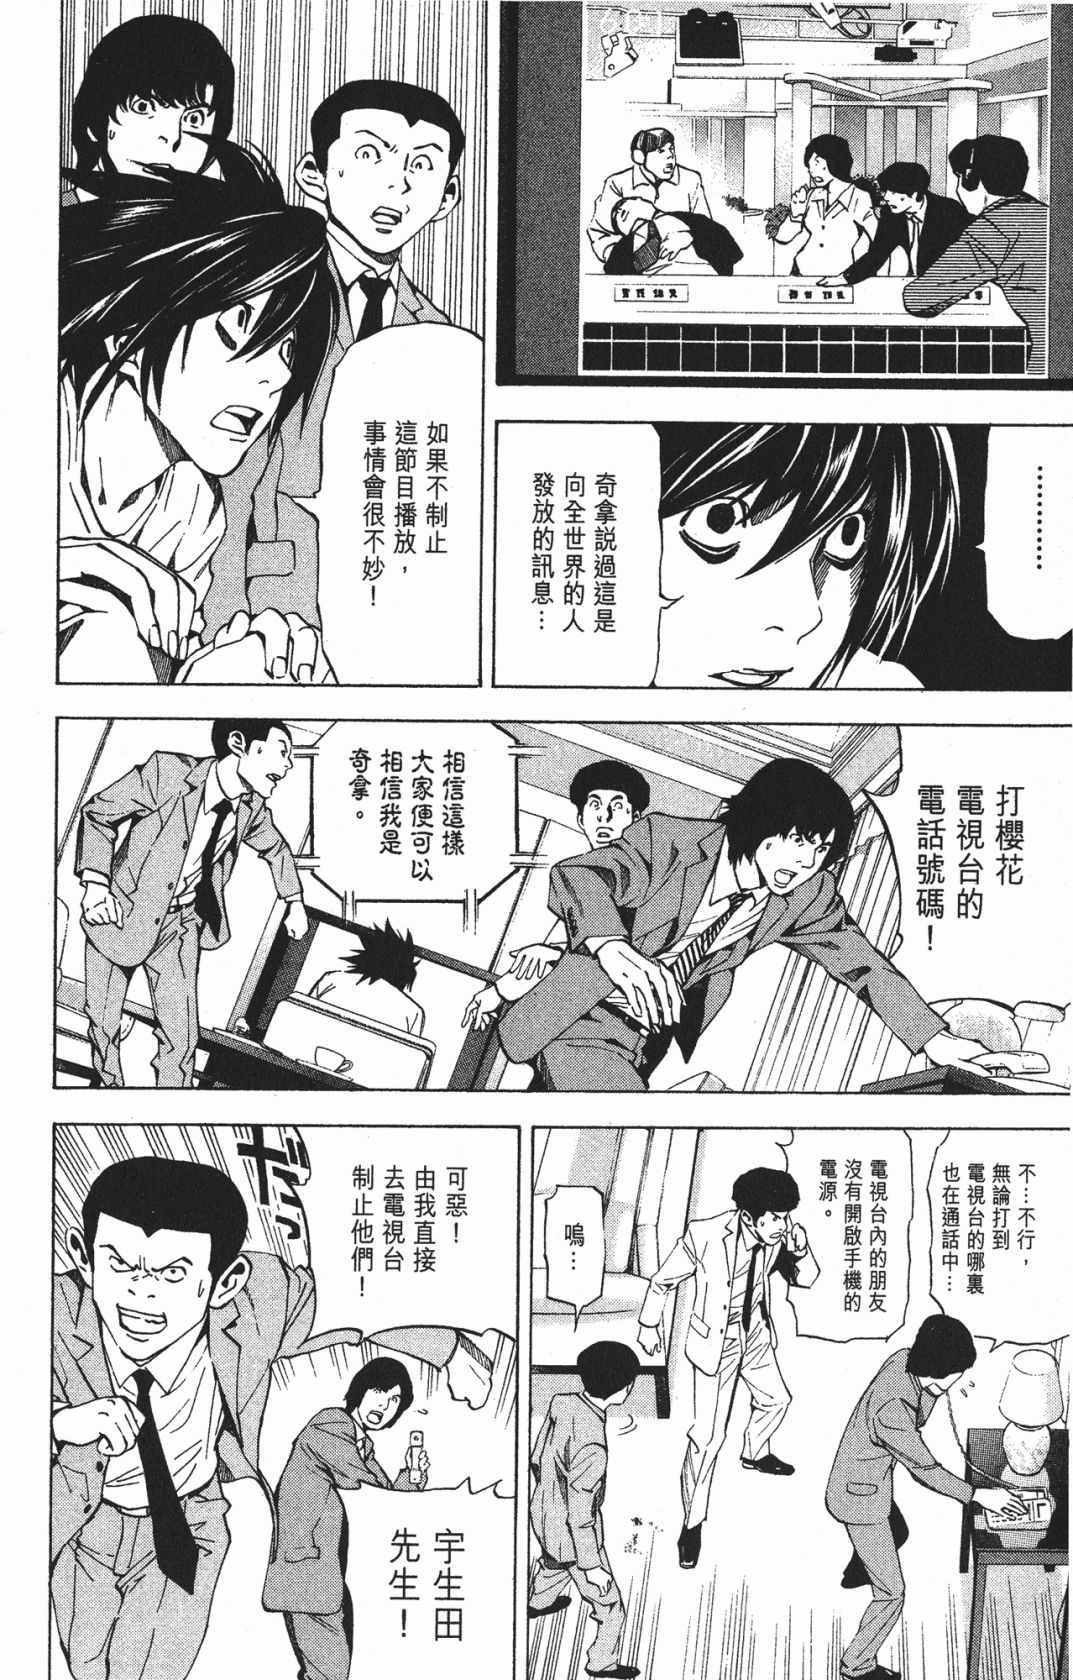 6:01
………
奇拿説過這是
向全世界的人
發放的訊息…
如果不制止
這節目播放，
事情會很不妙！
打櫻花
電視台的
電話號碼！
相信這樣
大家便可以
相信我是
奇拿。
不…不行，
無論打到
電視台的哪裏
也在通話中…
電視台內的朋友
沒有開啟手機的
電源。
嗚…
可惡！
由我直接
去電視台
制止他們！
ダッ
宇生田
先生！